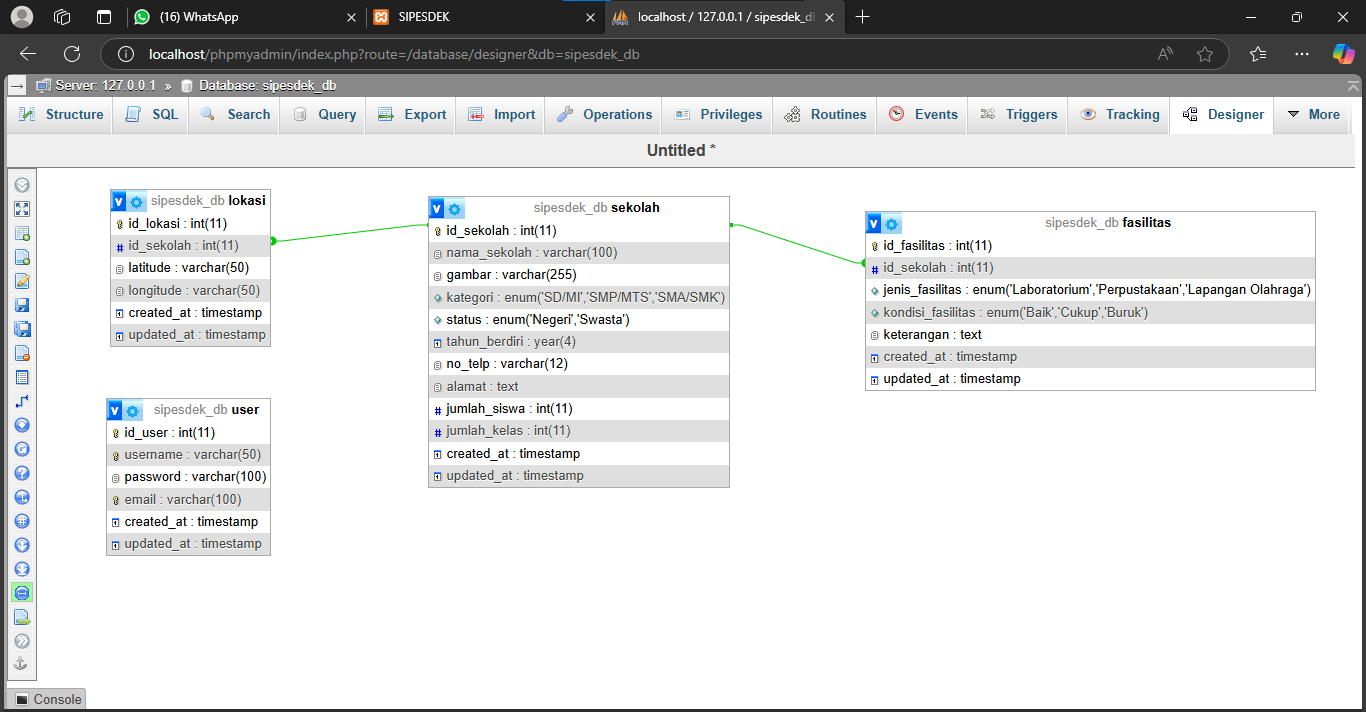 (16) WhatsApp
SIPESDEK
localhost / 127.0.0.1 / sipesdek_d
localhost/phpmyadmin/index.php?route=/database/designer&db=sipesdek_db
Server: 127.0.0.1 » Database: sipesdek_db
Structure SQL Search Query Export Import Operations Privileges Routines Events Triggers Tracking Designer More
Untitled *
sipesdek_db lokasi
id_lokasi : int(11)
id_sekolah : int(11)
latitude : varchar(50)
longitude : varchar(50)
created_at : timestamp
updated_at : timestamp
sipesdek_db user
id_user : int(11)
username : varchar(50)
password : varchar(100)
email : varchar(100)
created_at : timestamp
updated_at : timestamp
sipesdek_db sekolah
id_sekolah : int(11)
nama_sekolah : varchar(100)
gambar : varchar(255)
kategori : enum('SD/MI','SMP/MTS','SMA/SMK')
status : enum('Negeri','Swasta')
tahun_berdiri : year(4)
no_telp : varchar(12)
alamat : text
jumlah_siswa : int(11)
jumlah_kelas : int(11)
created_at : timestamp
updated_at : timestamp
sipesdek_db fasilitas
id_fasilitas : int(11)
id_sekolah : int(11)
jenis_fasilitas : enum('Laboratorium','Perpustakaan','Lapangan Olahraga')
kondisi_fasilitas : enum('Baik','Cukup','Buruk')
keterangan : text
created_at : timestamp
updated_at : timestamp
Console